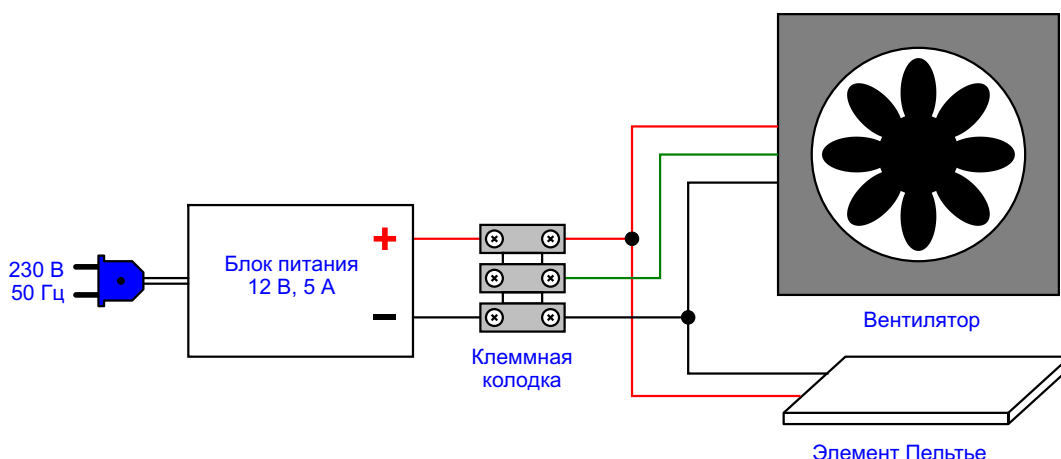 230 В
50 Гц
Блок питания
12 В, 5 А
+
–
Клеммная
колодка
Вентилятор
Элемент Пельтье